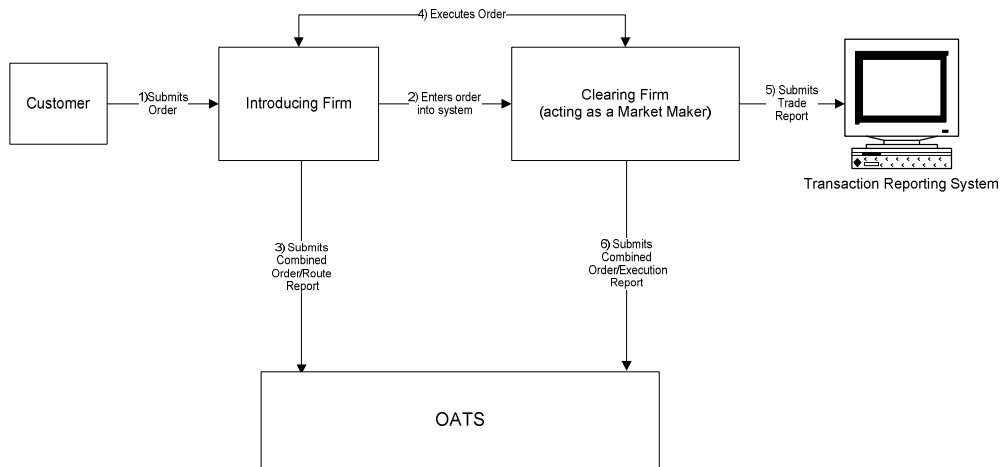 4) Executes Order
Customer
1)Submits
Order
Introducing Firm
2) Enters order
into system
Clearing Firm
(acting as a Market Maker)
5) Submits
Trade
Report
Transaction Reporting System
3) Submits
Combined
Order/Route
Report
6) Submits
Combined
Order/Execution
Report
OATS